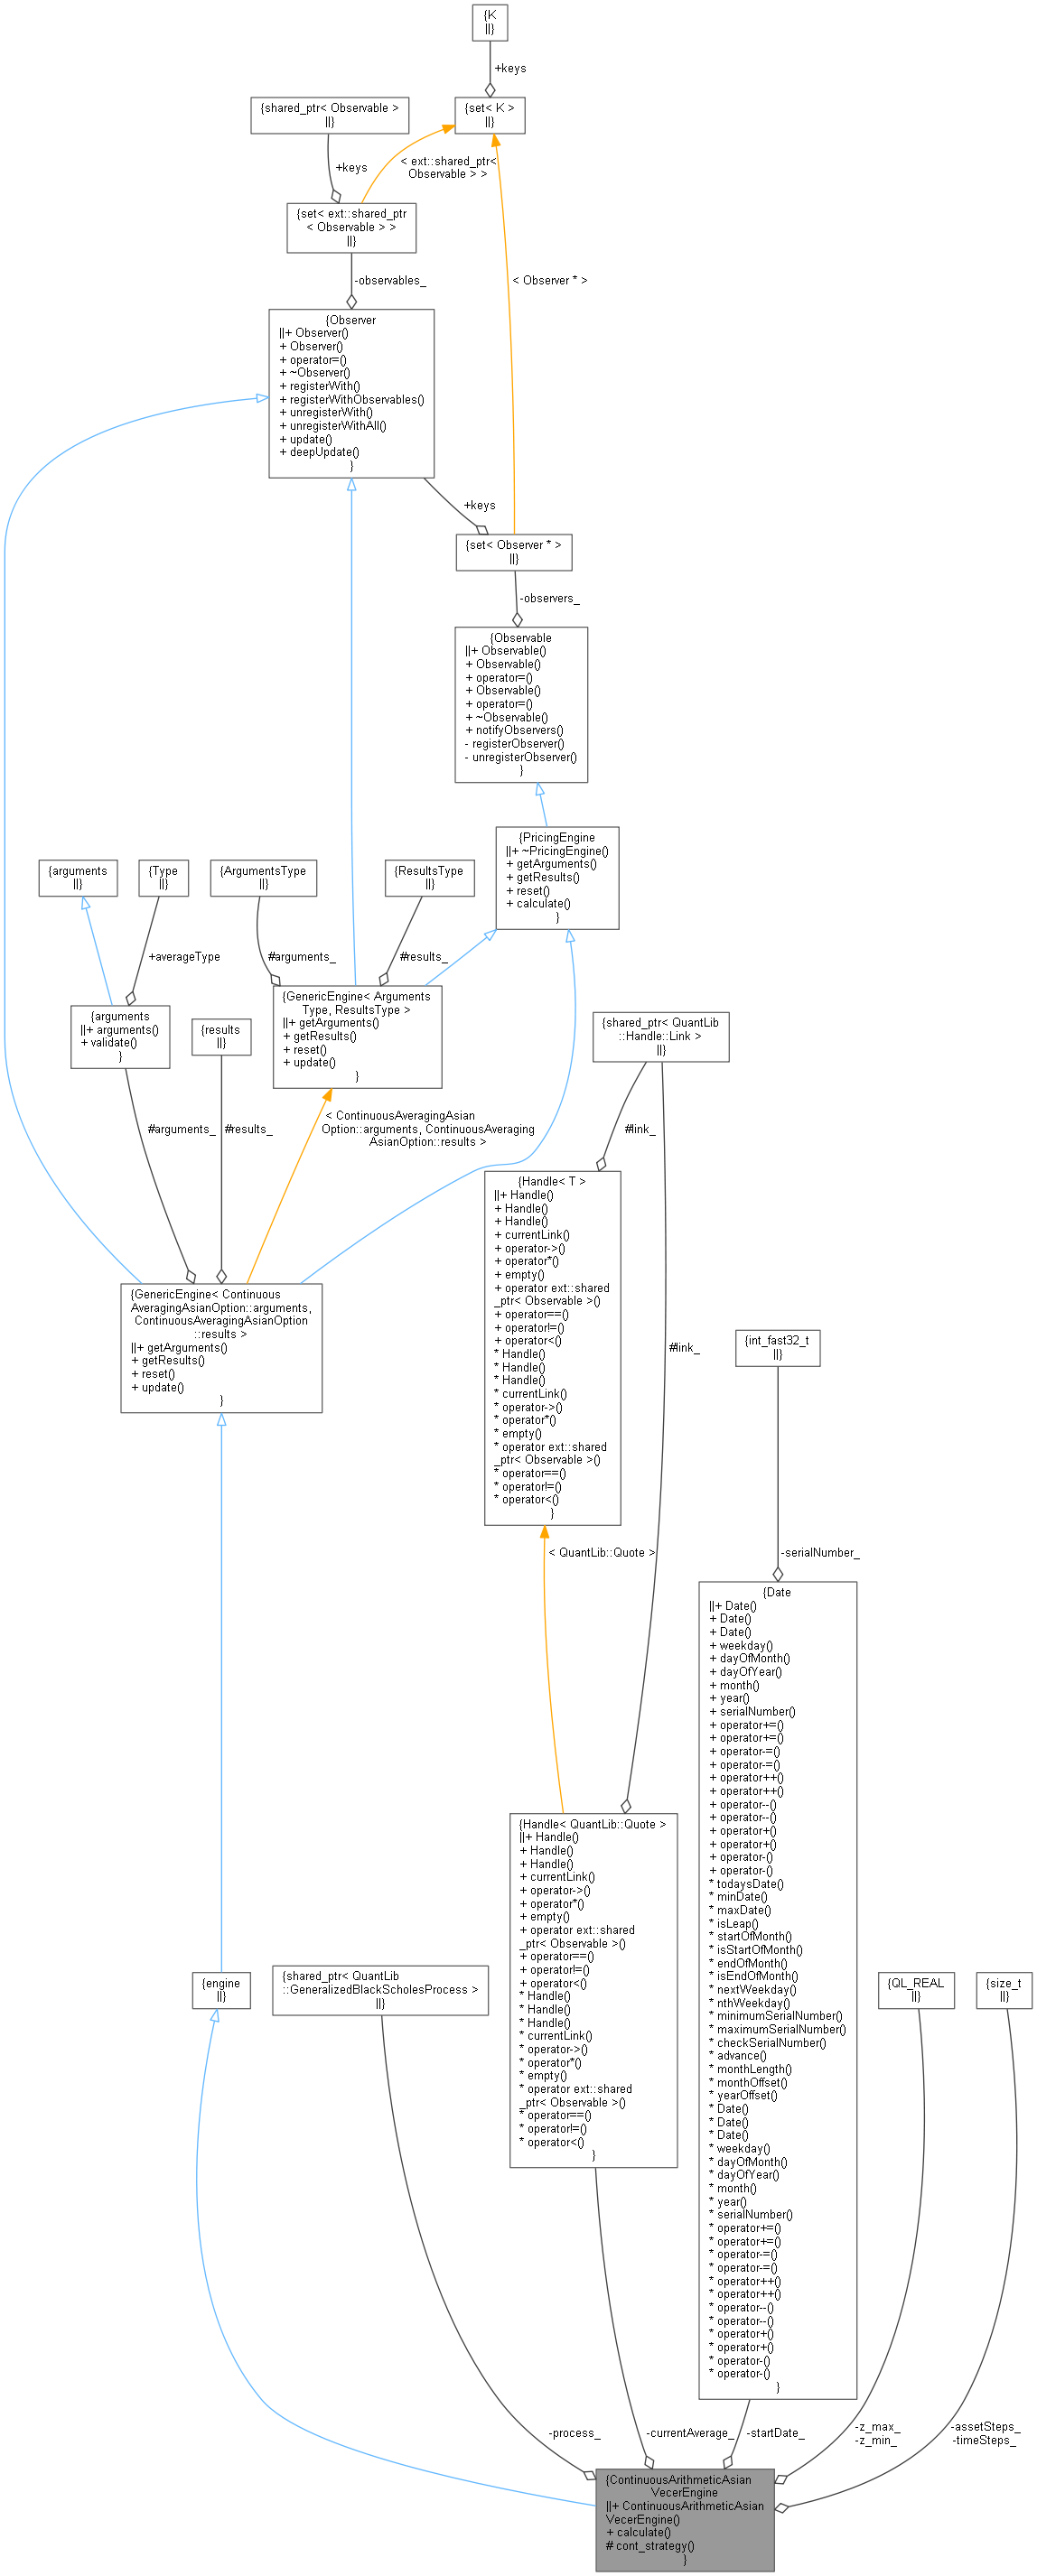 {K
||}
+keys
{shared_ptr< Observable >
||}
{set< K >
||}
+keys
< ext::shared_ptr<
Observable > >
{set< ext::shared_ptr
< Observable > >
||}
-observables_
< Observer * >
{Observer
||+ Observer()
+ Observer()
+ operator=()
+ ~Observer()
+ registerWith()
+ registerWithObservables()
+ unregisterWith()
+ unregisterWithAll()
+ update()
+ deepUpdate()
}
+keys
{set< Observer * >
||}
-observers_
{Observable
||+ Observable()
+ Observable()
+ operator=()
+ Observable()
+ operator=()
+ ~Observable()
+ notifyObservers()
- registerObserver()
- unregisterObserver()
}
{PricingEngine
||+ ~PricingEngine()
+ getArguments()
+ getResults()
+ reset()
+ calculate()
}
{arguments
||}
{Type
||}
{ArgumentsType
||}
{ResultsType
||}
+averageType
#arguments_
#results_
{arguments
||+ arguments()
+ validate()
}
{results
||}
{GenericEngine< Arguments
Type, ResultsType >
||+ getArguments()
+ getResults()
+ reset()
+ update()
}
{shared_ptr< QuantLib
::Handle::Link >
||}
#arguments_
#results_
< ContinuousAveragingAsian
Option::arguments, ContinuousAveraging
AsianOption::results >
#link_
{Handle< T >
||+ Handle()
+ Handle()
+ Handle()
+ currentLink()
+ operator->()
+ operator*()
+ empty()
+ operator ext::shared
_ptr< Observable >()
+ operator==()
+ operator!=()
+ operator<()
* Handle()
* Handle()
* Handle()
* currentLink()
* operator->()
* operator*()
* empty()
* operator ext::shared
_ptr< Observable >()
* operator==()
* operator!=()
* operator<()
}
{GenericEngine< Continuous
AveragingAsianOption::arguments,
ContinuousAveragingAsianOption
::results >
||+ getArguments()
+ getResults()
+ reset()
+ update()
}
#link_
{int_fast32_t
||}
< QuantLib::Quote >
-serialNumber_
{Date
||+ Date()
+ Date()
+ Date()
+ weekday()
+ dayOfMonth()
+ dayOfYear()
+ month()
+ year()
+ serialNumber()
+ operator+=()
+ operator+=()
+ operator-=()
+ operator-=()
+ operator++()
+ operator++()
+ operator--()
+ operator--()
+ operator+()
+ operator+()
+ operator-()
+ operator-()
* todaysDate()
* minDate()
* maxDate()
* isLeap()
* startOfMonth()
* isStartOfMonth()
* endOfMonth()
* isEndOfMonth()
* nextWeekday()
* nthWeekday()
* minimumSerialNumber()
* maximumSerialNumber()
* checkSerialNumber()
* advance()
* monthLength()
* monthOffset()
* yearOffset()
* Date()
* Date()
* Date()
* weekday()
* dayOfMonth()
* dayOfYear()
* month()
* year()
* serialNumber()
* operator+=()
* operator+=()
* operator-=()
* operator-=()
* operator++()
* operator++()
* operator--()
* operator--()
* operator+()
* operator+()
* operator-()
* operator-()
}
{Handle< QuantLib::Quote >
||+ Handle()
+ Handle()
+ Handle()
+ currentLink()
+ operator->()
+ operator*()
+ empty()
+ operator ext::shared
_ptr< Observable >()
+ operator==()
+ operator!=()
+ operator<()
* Handle()
* Handle()
* Handle()
* currentLink()
* operator->()
* operator*()
* empty()
* operator ext::shared
_ptr< Observable >()
* operator==()
* operator!=()
* operator<()
}
{engine
||}
{shared_ptr< QuantLib
::GeneralizedBlackScholesProcess >
||}
{QL_REAL
||}
{size_t
||}
-process_
-currentAverage_
-startDate_
-z_max_
-z_min_
-assetSteps_
-timeSteps_
{ContinuousArithmeticAsian
VecerEngine
||+ ContinuousArithmeticAsian
VecerEngine()
+ calculate()
# cont_strategy()
}